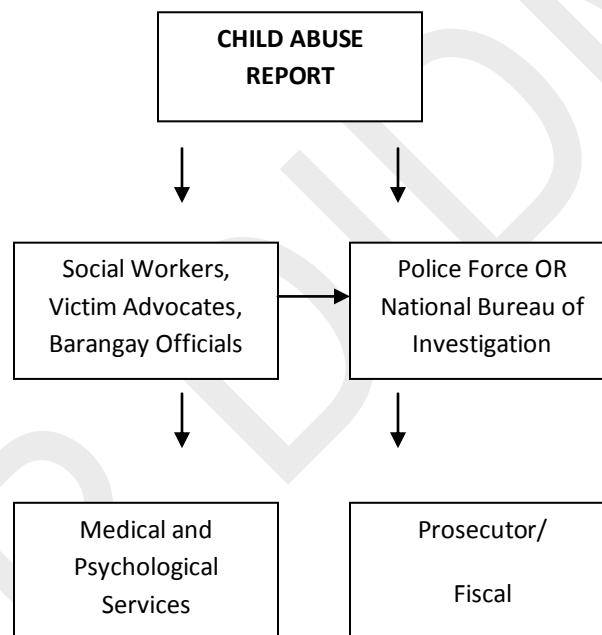 CHILD ABUSE
REPORT
Social Workers,
Victim Advocates,
Barangay Officials
Police Force OR
National Bureau of
Investigation
Medical and
Psychological
Services
Prosecutor/
Fiscal